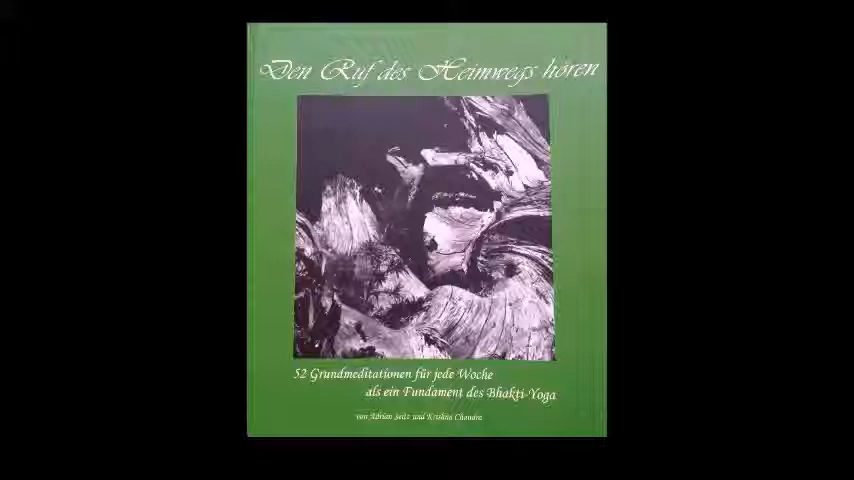 Den Ruf des Heimwegs hören
52 Grundmeditationen für jede Woche
als ein Fundament des Bhakti-Yoga
von Adrian Seitz und Krishna Chandra